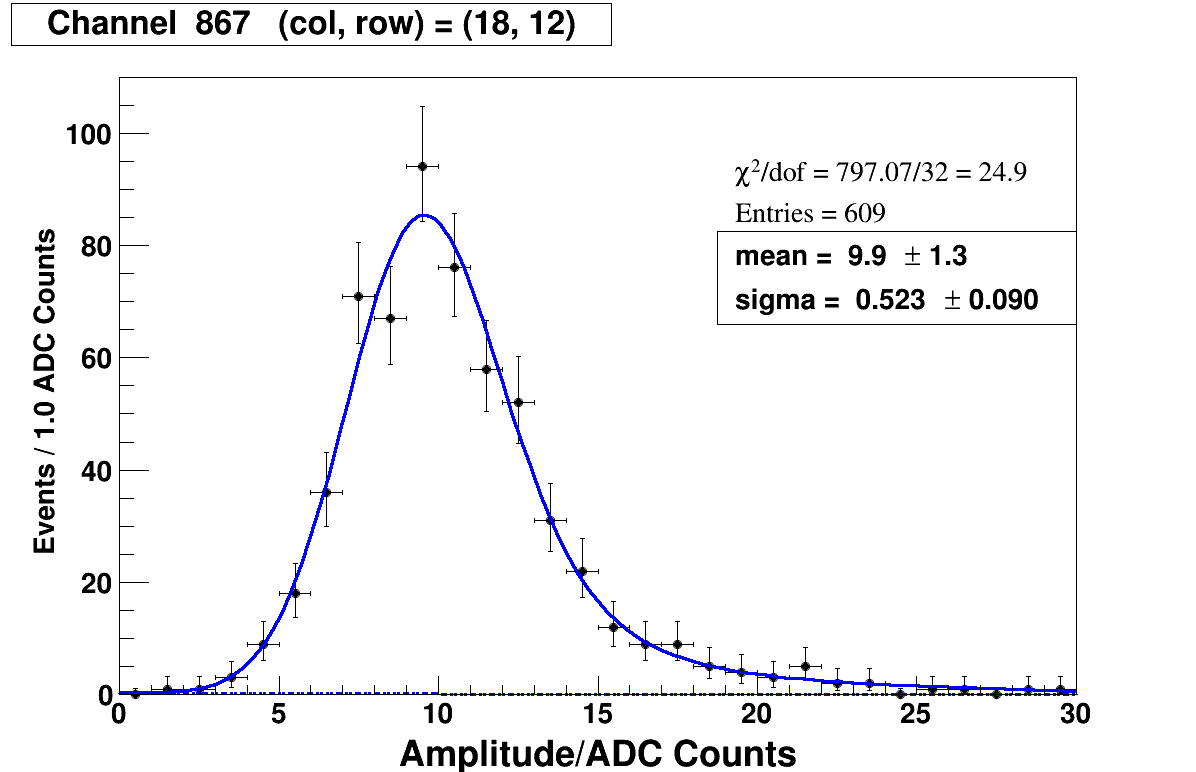 Channel 867 (col, row) = (18, 12)
χ²/dof = 797.07/32 = 24.9
Entries = 609
mean = 9.9 ± 1.3
sigma = 0.523 ± 0.090
Events / 1.0 ADC Counts
100
80
60
40
20
0
0 5 10 15 20 25 30
Amplitude/ADC Counts